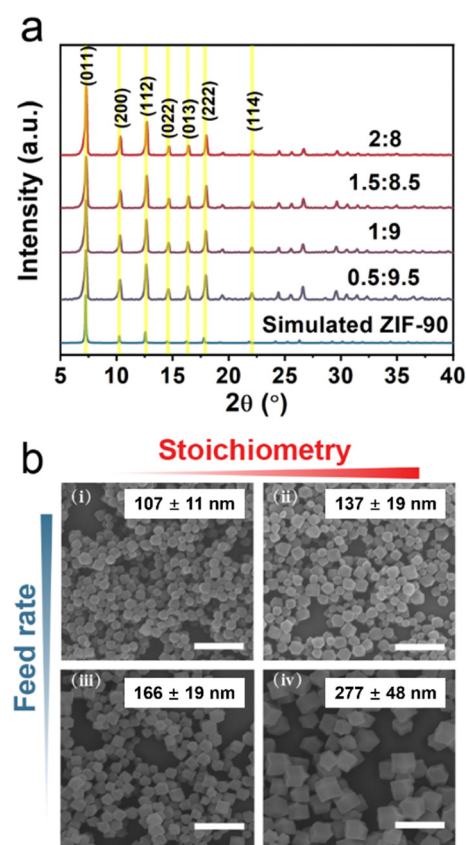 a
Intensity (a.u.)
(011)
(200)
(112)
(022)
(013)
(222)
(114)
2:8
1.5:8.5
1:9
0.5:9.5
Simulated ZIF-90
5 10 15 20 25 30 35 40
2θ (°)
b
Stoichiometry
Feed rate
(i)
107 ± 11 nm
(ii)
137 ± 19 nm
(iii)
166 ± 19 nm
(iv)
277 ± 48 nm